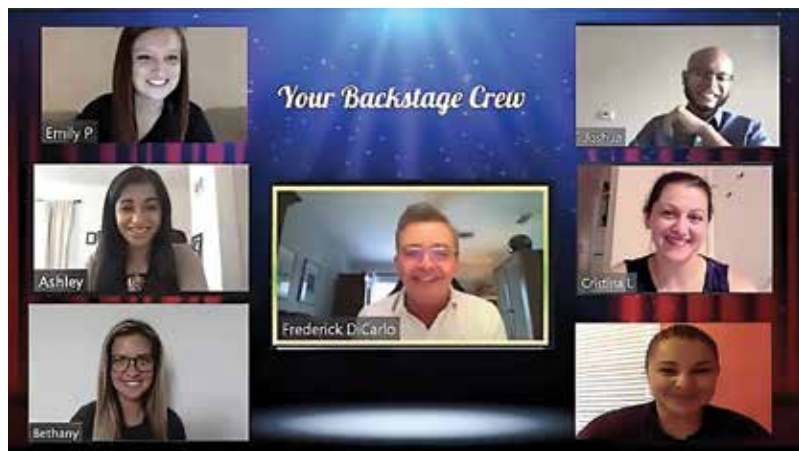 Your Backstage Crew
Emily P.
Joshua
Ashley
Cristina L
Frederick DiCarlo
Bethany